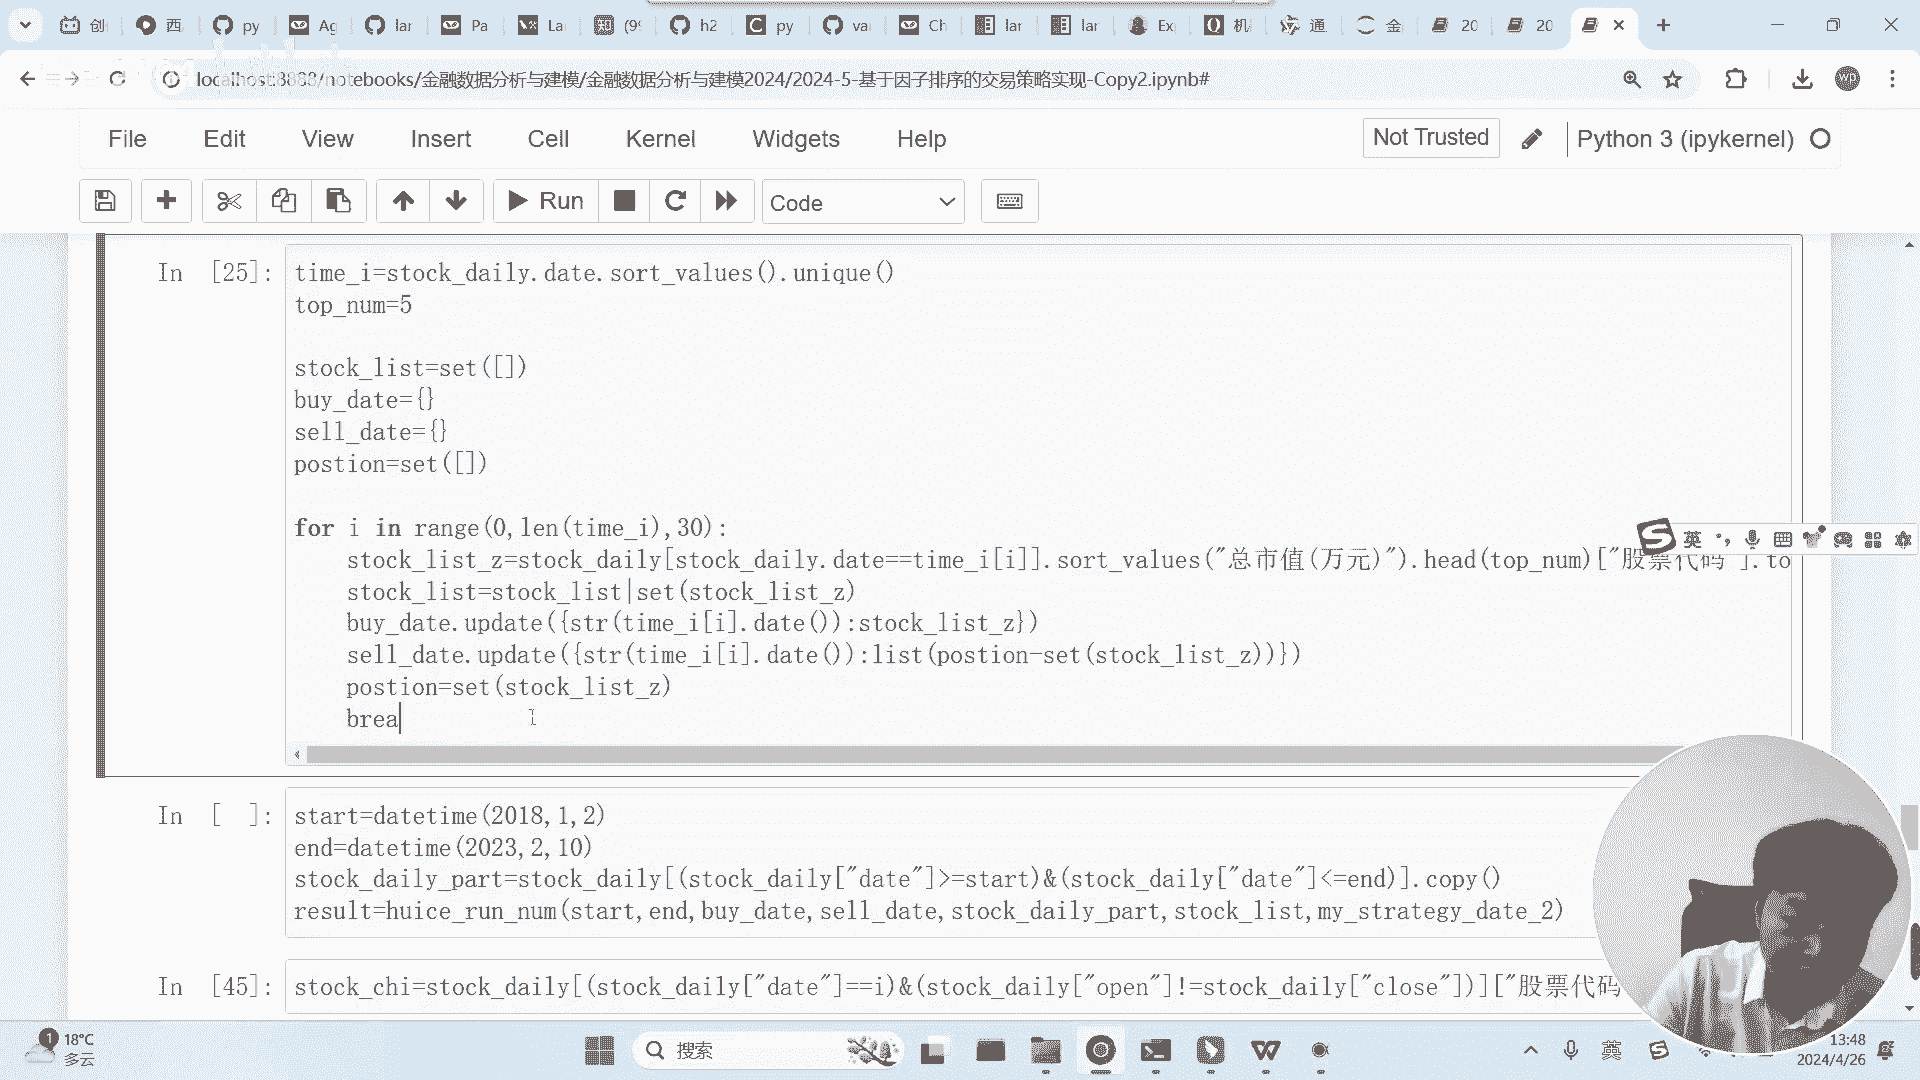 创 西 py Ag lar Pa La (9 h2 py va Ch lar lar Ex 机 通 金 20 20
localhost:8888/notebooks/金融数据分析与建模/金融数据分析与建模2024/2024-5-基于因子排序的交易策略实现-Copy2.ipynb#
wp
File Edit View Insert Cell Kernel Widgets Help Not Trusted Python 3 (ipykernel)
Run Code
In [25]: time_i=stock_daily.date.sort_values().unique()
top_num=5
stock_list=set([])
buy_date={}
sell_date={}
postion=set([])
for i in range(0,len(time_i),30):
stock_list_z=stock_daily[stock_daily.date==time_i[i]].sort_values("总市值(万元)").head(top_num)["股票代码"].to
stock_list=stock_list|set(stock_list_z)
buy_date.update({str(time_i[i].date()):stock_list_z})
sell_date.update({str(time_i[i].date()):list(postion-set(stock_list_z))})
postion=set(stock_list_z)
brea
In [ ]: start=datetime(2018,1,2)
end=datetime(2023,2,10)
stock_daily_part=stock_daily[(stock_daily["date"]>=start)&(stock_daily["date"]<=end)].copy()
result=huice_run_num(start,end,buy_date,sell_date,stock_daily_part,stock_list,my_strategy_date_2)
In [45]: stock_chi=stock_daily[(stock_daily["date"]==i)&(stock_daily["open"]!=stock_daily["close"])]["股票代码
英
1 18°C
多云
搜索
英
13:48
2024/4/26